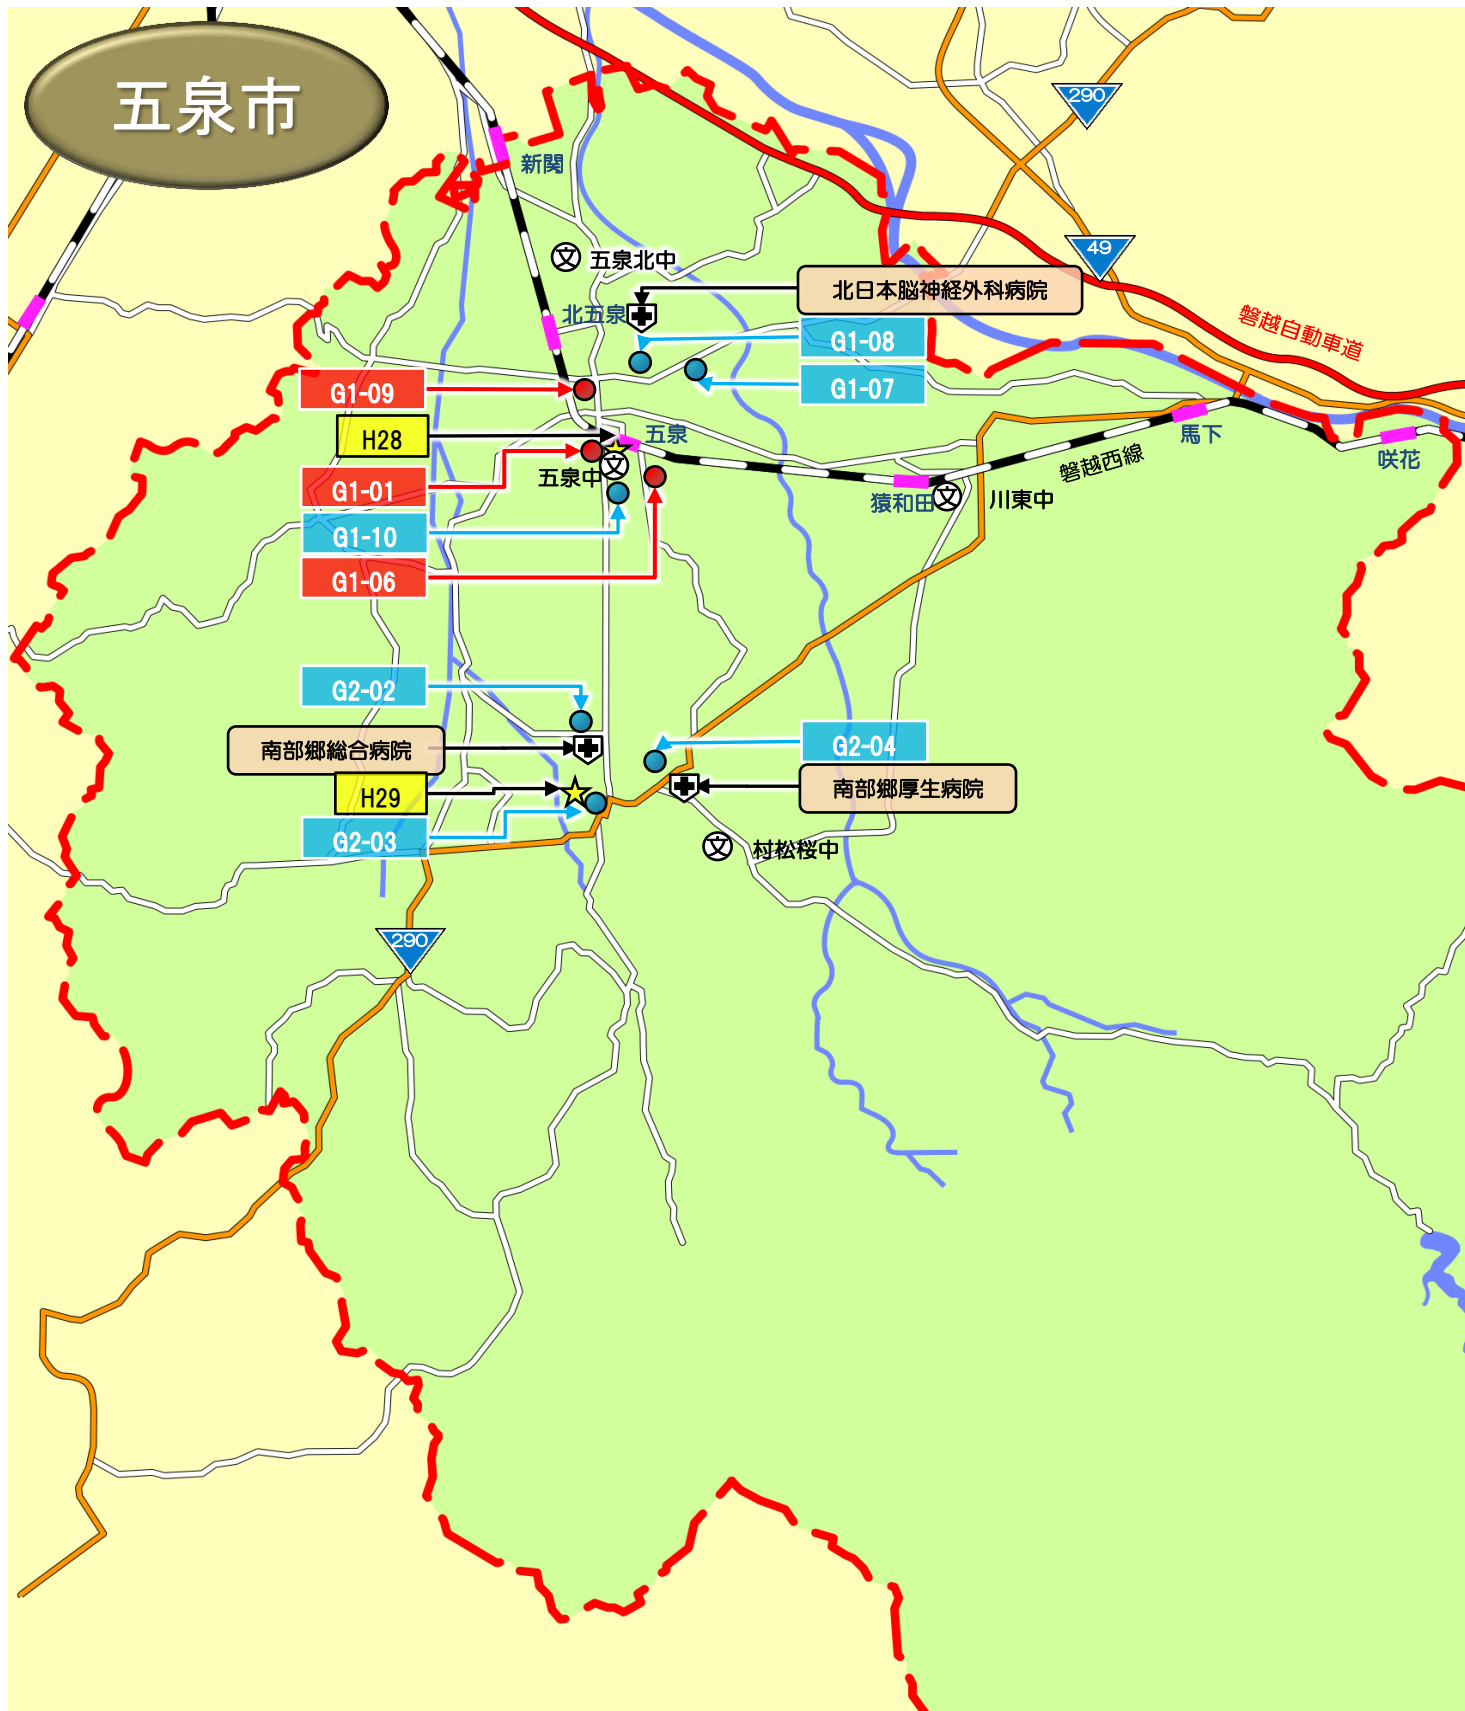 五泉市
290
新関
49
五泉北中
北日本脳神経外科病院
磐越自動車道
北五泉
G1-08
G1-07
G1-09
H28
五泉
馬下
咲花
磐越西線
五泉中
文
文
文
文
G1-01
猿和田
川東中
G1-10
G1-06
G2-02
南部郷総合病院
G2-04
H29
南部郷厚生病院
G2-03
村松桜中
290